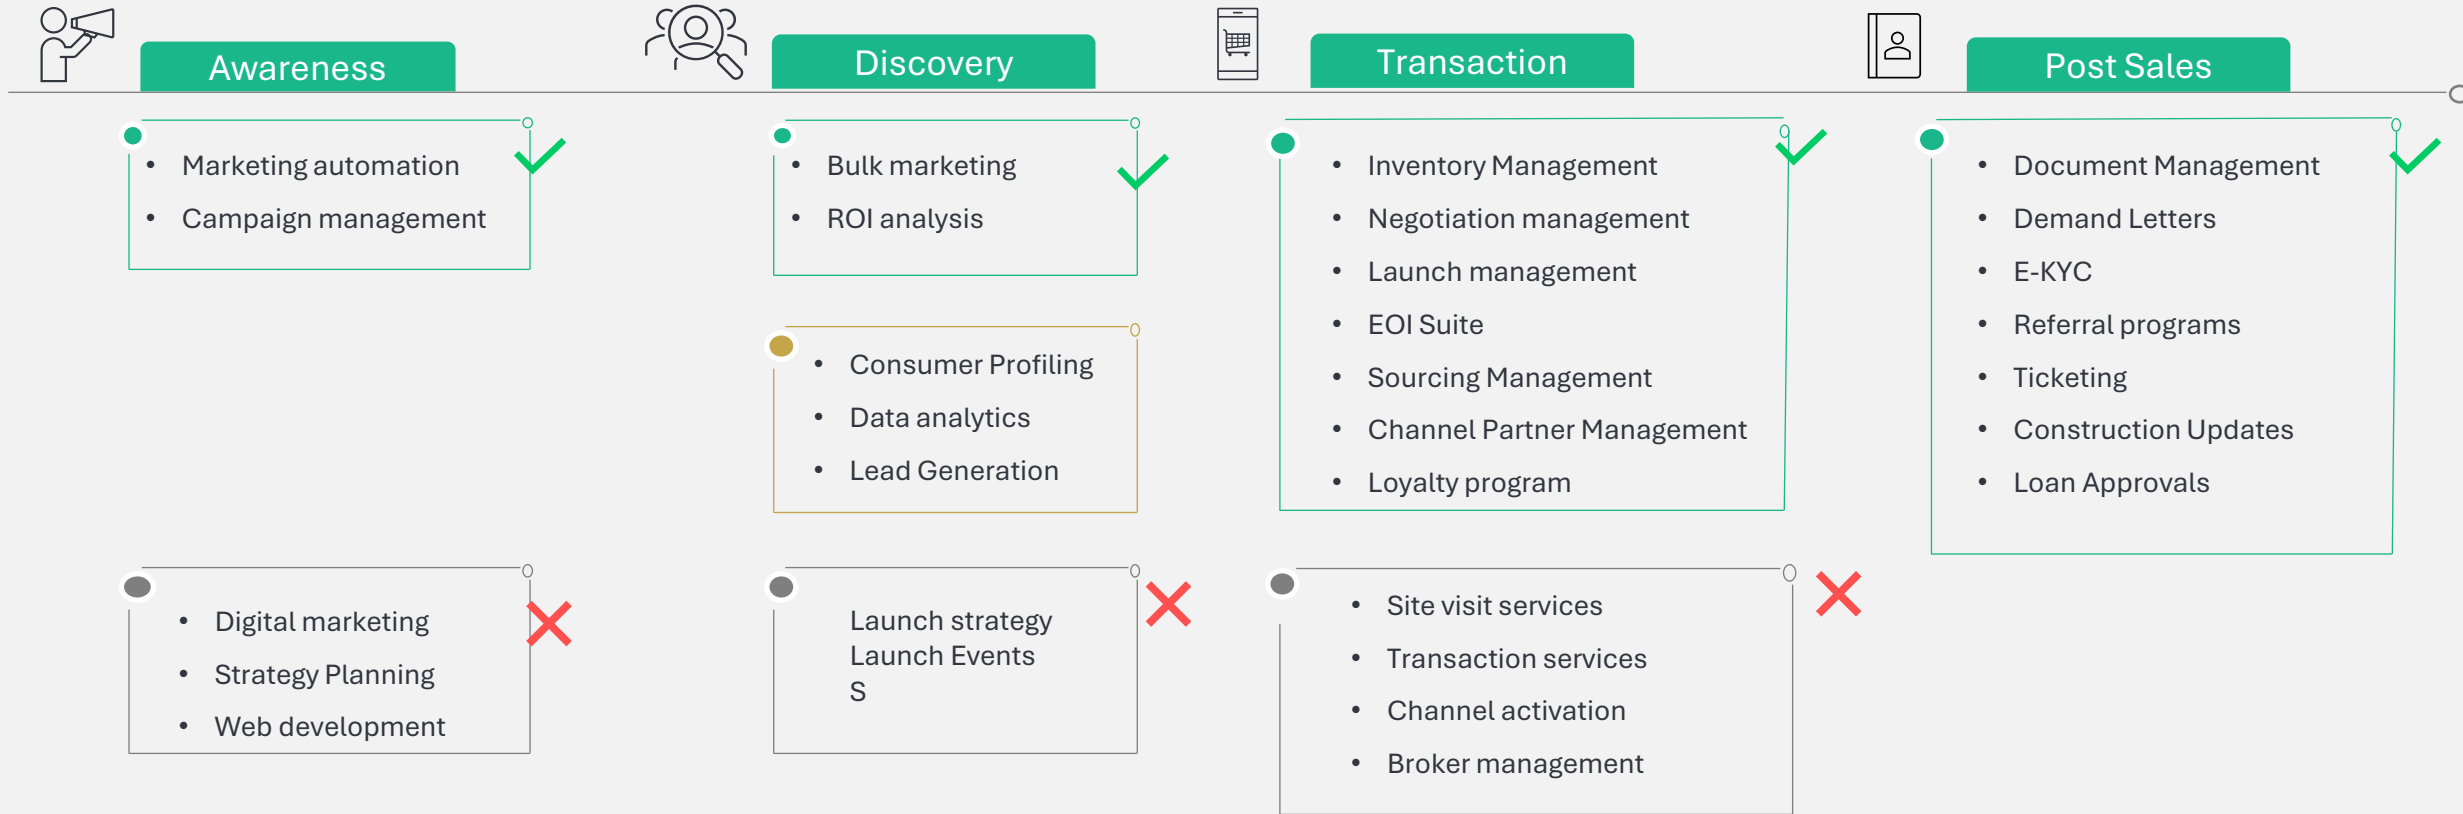 Awareness
Discovery
Transaction
Post Sales
• Marketing automation
• Campaign management
• Digital marketing
• Strategy Planning
• Web development
• Bulk marketing
• ROI analysis
• Consumer Profiling
• Data analytics
• Lead Generation
Launch strategy
Launch Events
S
• Inventory Management
• Negotiation management
• Launch management
• EOI Suite
• Sourcing Management
• Channel Partner Management
• Loyalty program
• Site visit services
• Transaction services
• Channel activation
• Broker management
• Document Management
• Demand Letters
• E-KYC
• Referral programs
• Ticketing
• Construction Updates
• Loan Approvals